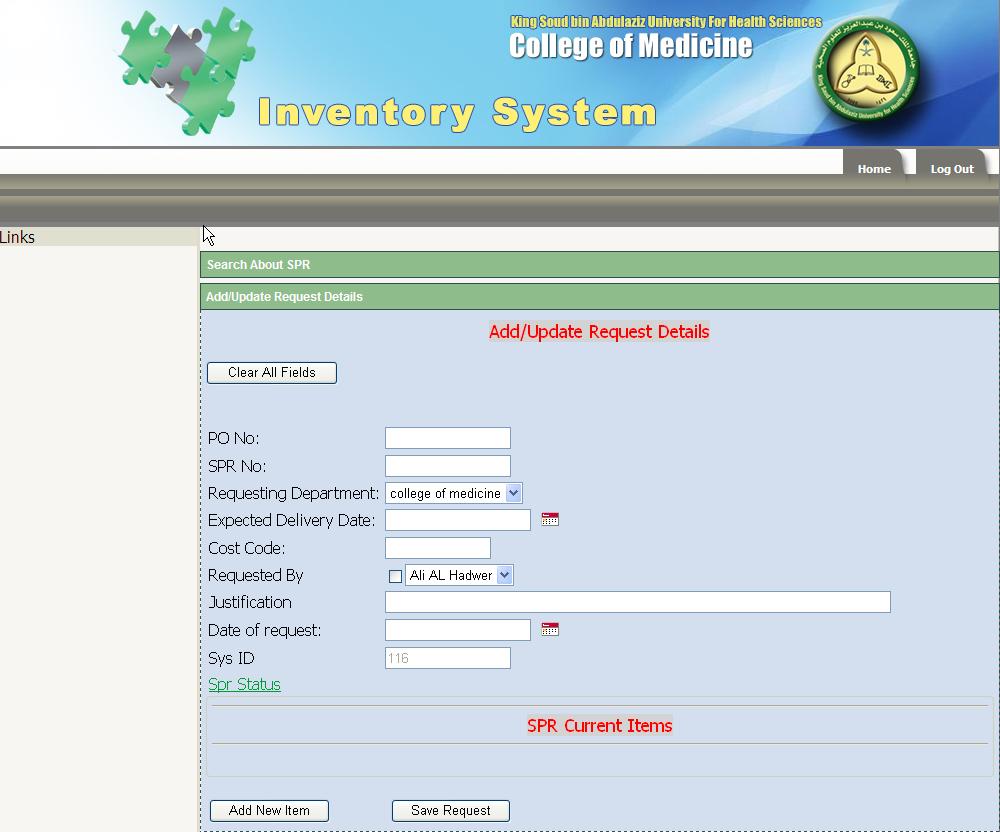 King Soud bin Abdulaziz University For Health Sciences
College of Medicine
Inventory System
Home
Log Out
Links
Search About SPR
Add/Update Request Details
Add/Update Request Details
Clear All Fields
PO No:
SPR No:
Requesting Department: college of medicine
Expected Delivery Date:
Cost Code:
Requested By Ali AL Hadwer
Justification
Date of request:
Sys ID 116
Spr Status
SPR Current Items
Add New Item
Save Request